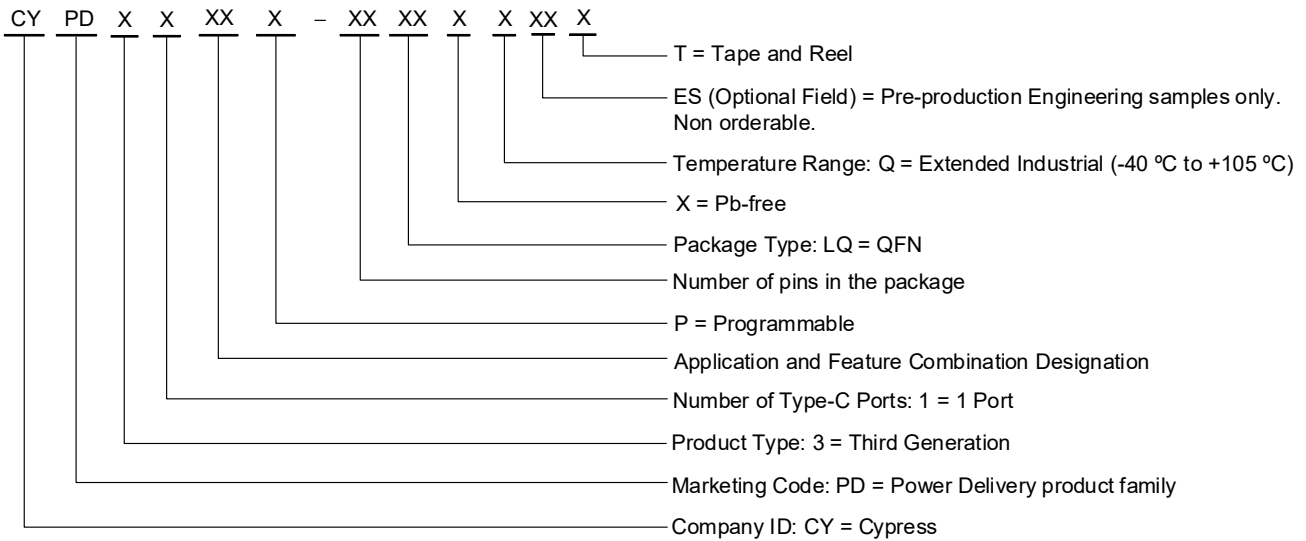 CY PD X X XX X – XX XX X X XX X
T = Tape and Reel
ES (Optional Field) = Pre-production Engineering samples only.
Non orderable.
Temperature Range: Q = Extended Industrial (-40 ºC to +105 ºC)
X = Pb-free
Package Type: LQ = QFN
Number of pins in the package
P = Programmable
Application and Feature Combination Designation
Number of Type-C Ports: 1 = 1 Port
Product Type: 3 = Third Generation
Marketing Code: PD = Power Delivery product family
Company ID: CY = Cypress